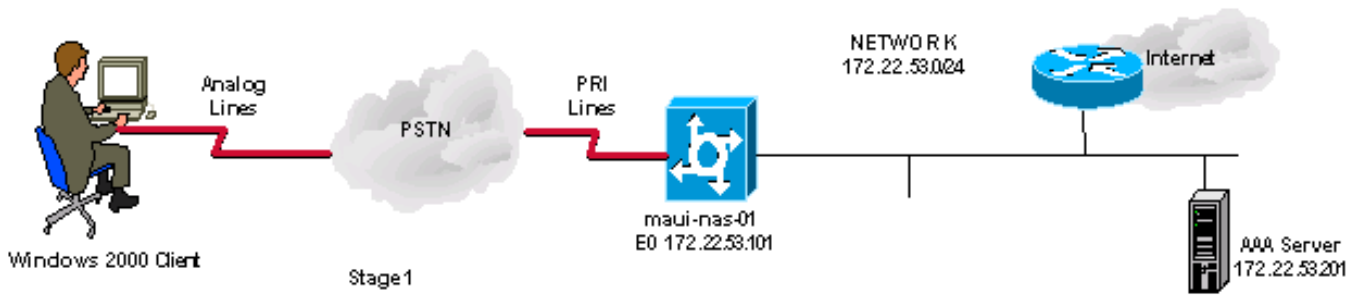 Windows 2000 Client
Analog
Lines
PSTN
PRI
Lines
maui-nas-01
E0 172.22.53.101
NETWORK
172.22.53.0/24
Internet
AAA Server
172.22.53.201
Stage 1